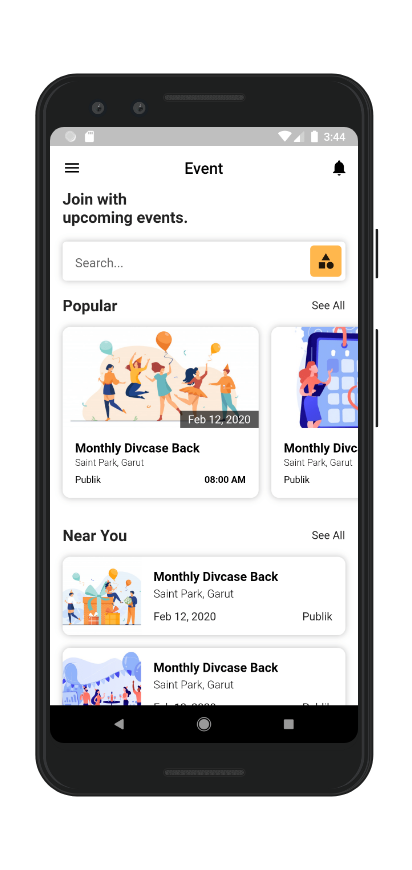 3:44
Event
Join with
upcoming events.
Search...
Popular
See All
Feb 12, 2020
Monthly Divcase Back
Saint Park, Garut
Publik
08:00 AM
Monthly Divc
Saint Park, Garut
Publik
Near You
See All
Monthly Divcase Back
Saint Park, Garut
Feb 12, 2020
Publik
Monthly Divcase Back
Saint Park, Garut